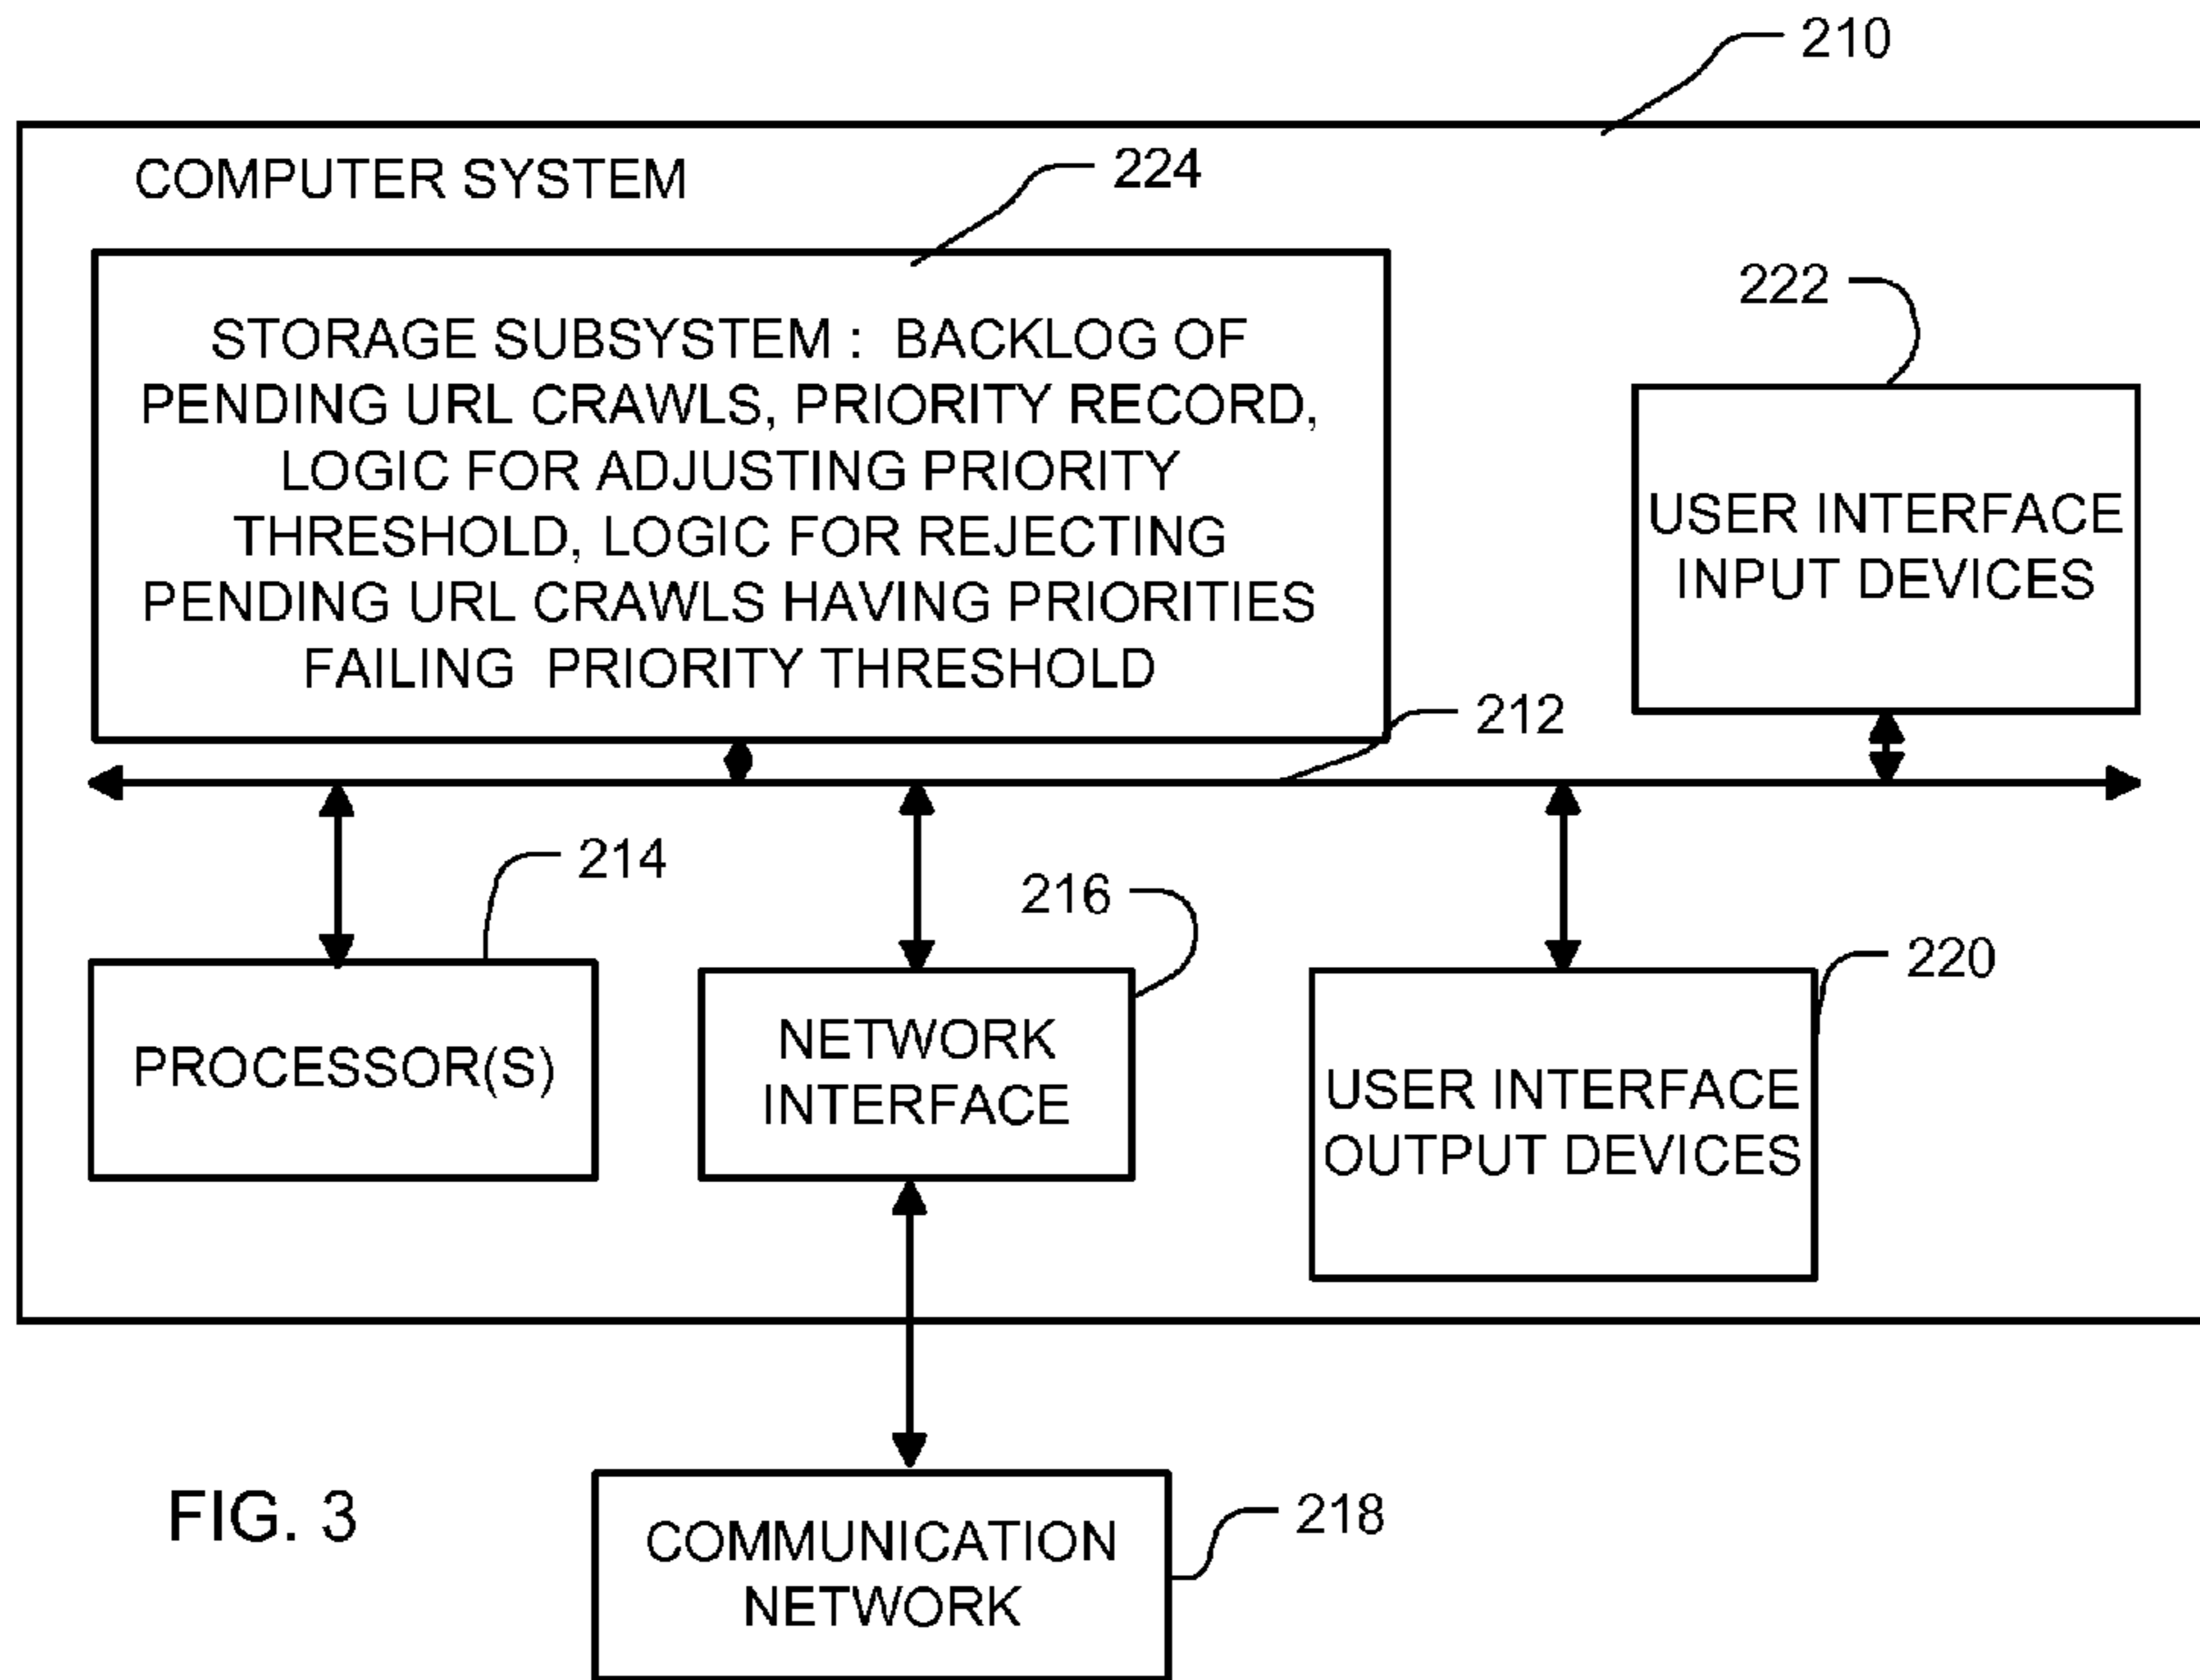 210
COMPUTER SYSTEM
224
STORAGE SUBSYSTEM : BACKLOG OF
PENDING URL CRAWLS, PRIORITY RECORD,
LOGIC FOR ADJUSTING PRIORITY
THRESHOLD, LOGIC FOR REJECTING
PENDING URL CRAWLS HAVING PRIORITIES
FAILING PRIORITY THRESHOLD
222
USER INTERFACE
INPUT DEVICES
212
214
PROCESSOR(S)
216
NETWORK
INTERFACE
220
USER INTERFACE
OUTPUT DEVICES
FIG. 3
COMMUNICATION
NETWORK
218